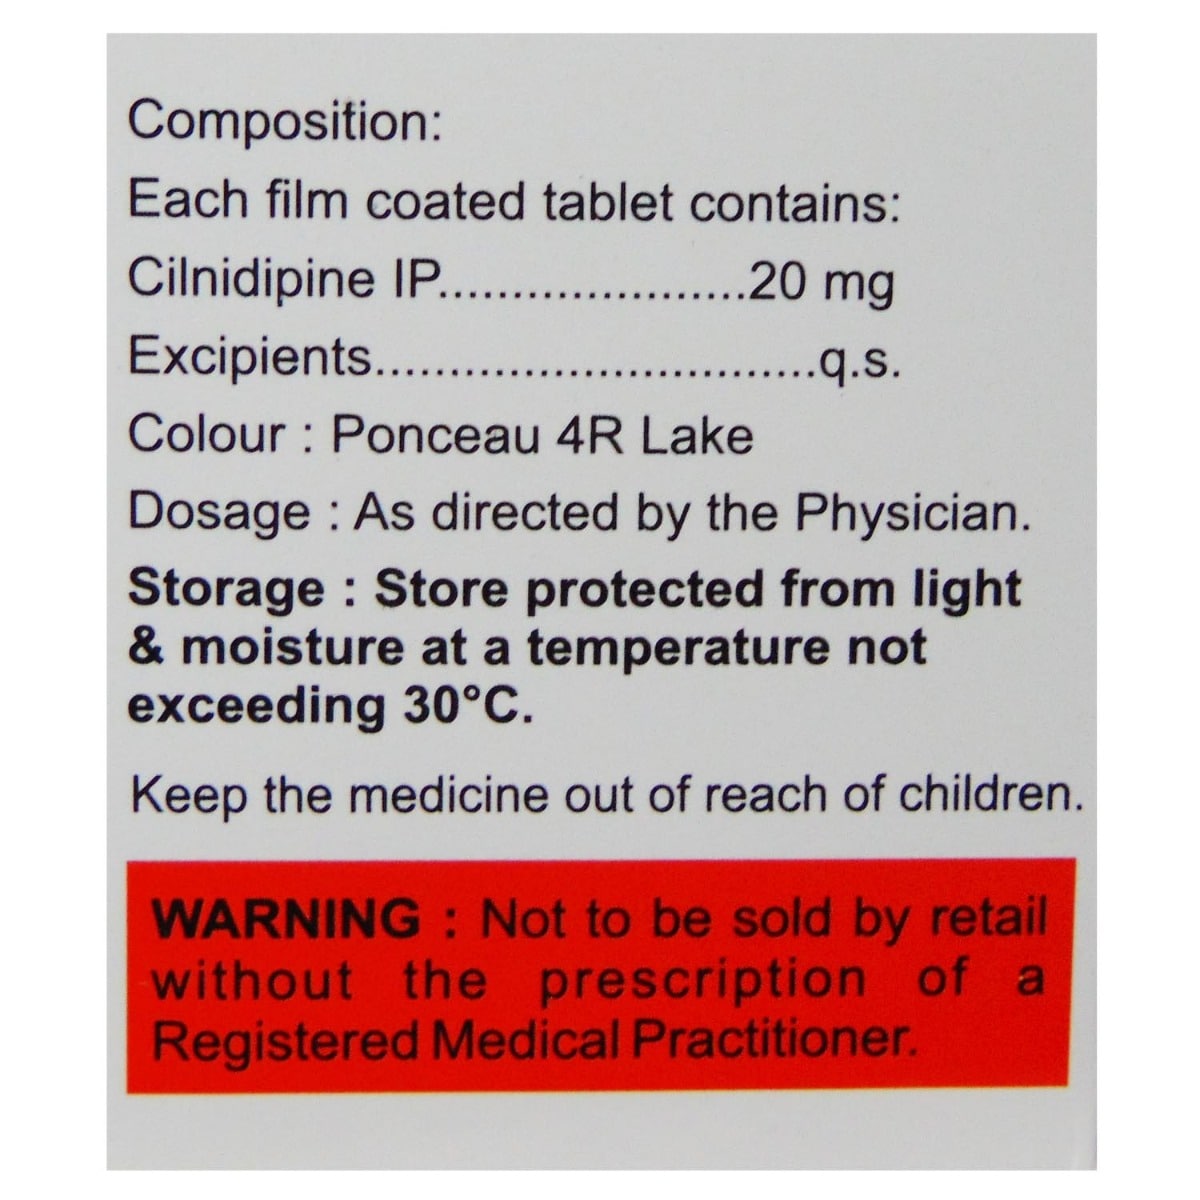 Composition:
Each film coated tablet contains:
Cilnidipine IP.....................20 mg
Excipients...............................q.s.
Colour : Ponceau 4R Lake
Dosage : As directed by the Physician.
Storage : Store protected from light
& moisture at a temperature not
exceeding 30°C.
Keep the medicine out of reach of children.
WARNING : Not to be sold by retail
without the prescription of a
Registered Medical Practitioner.